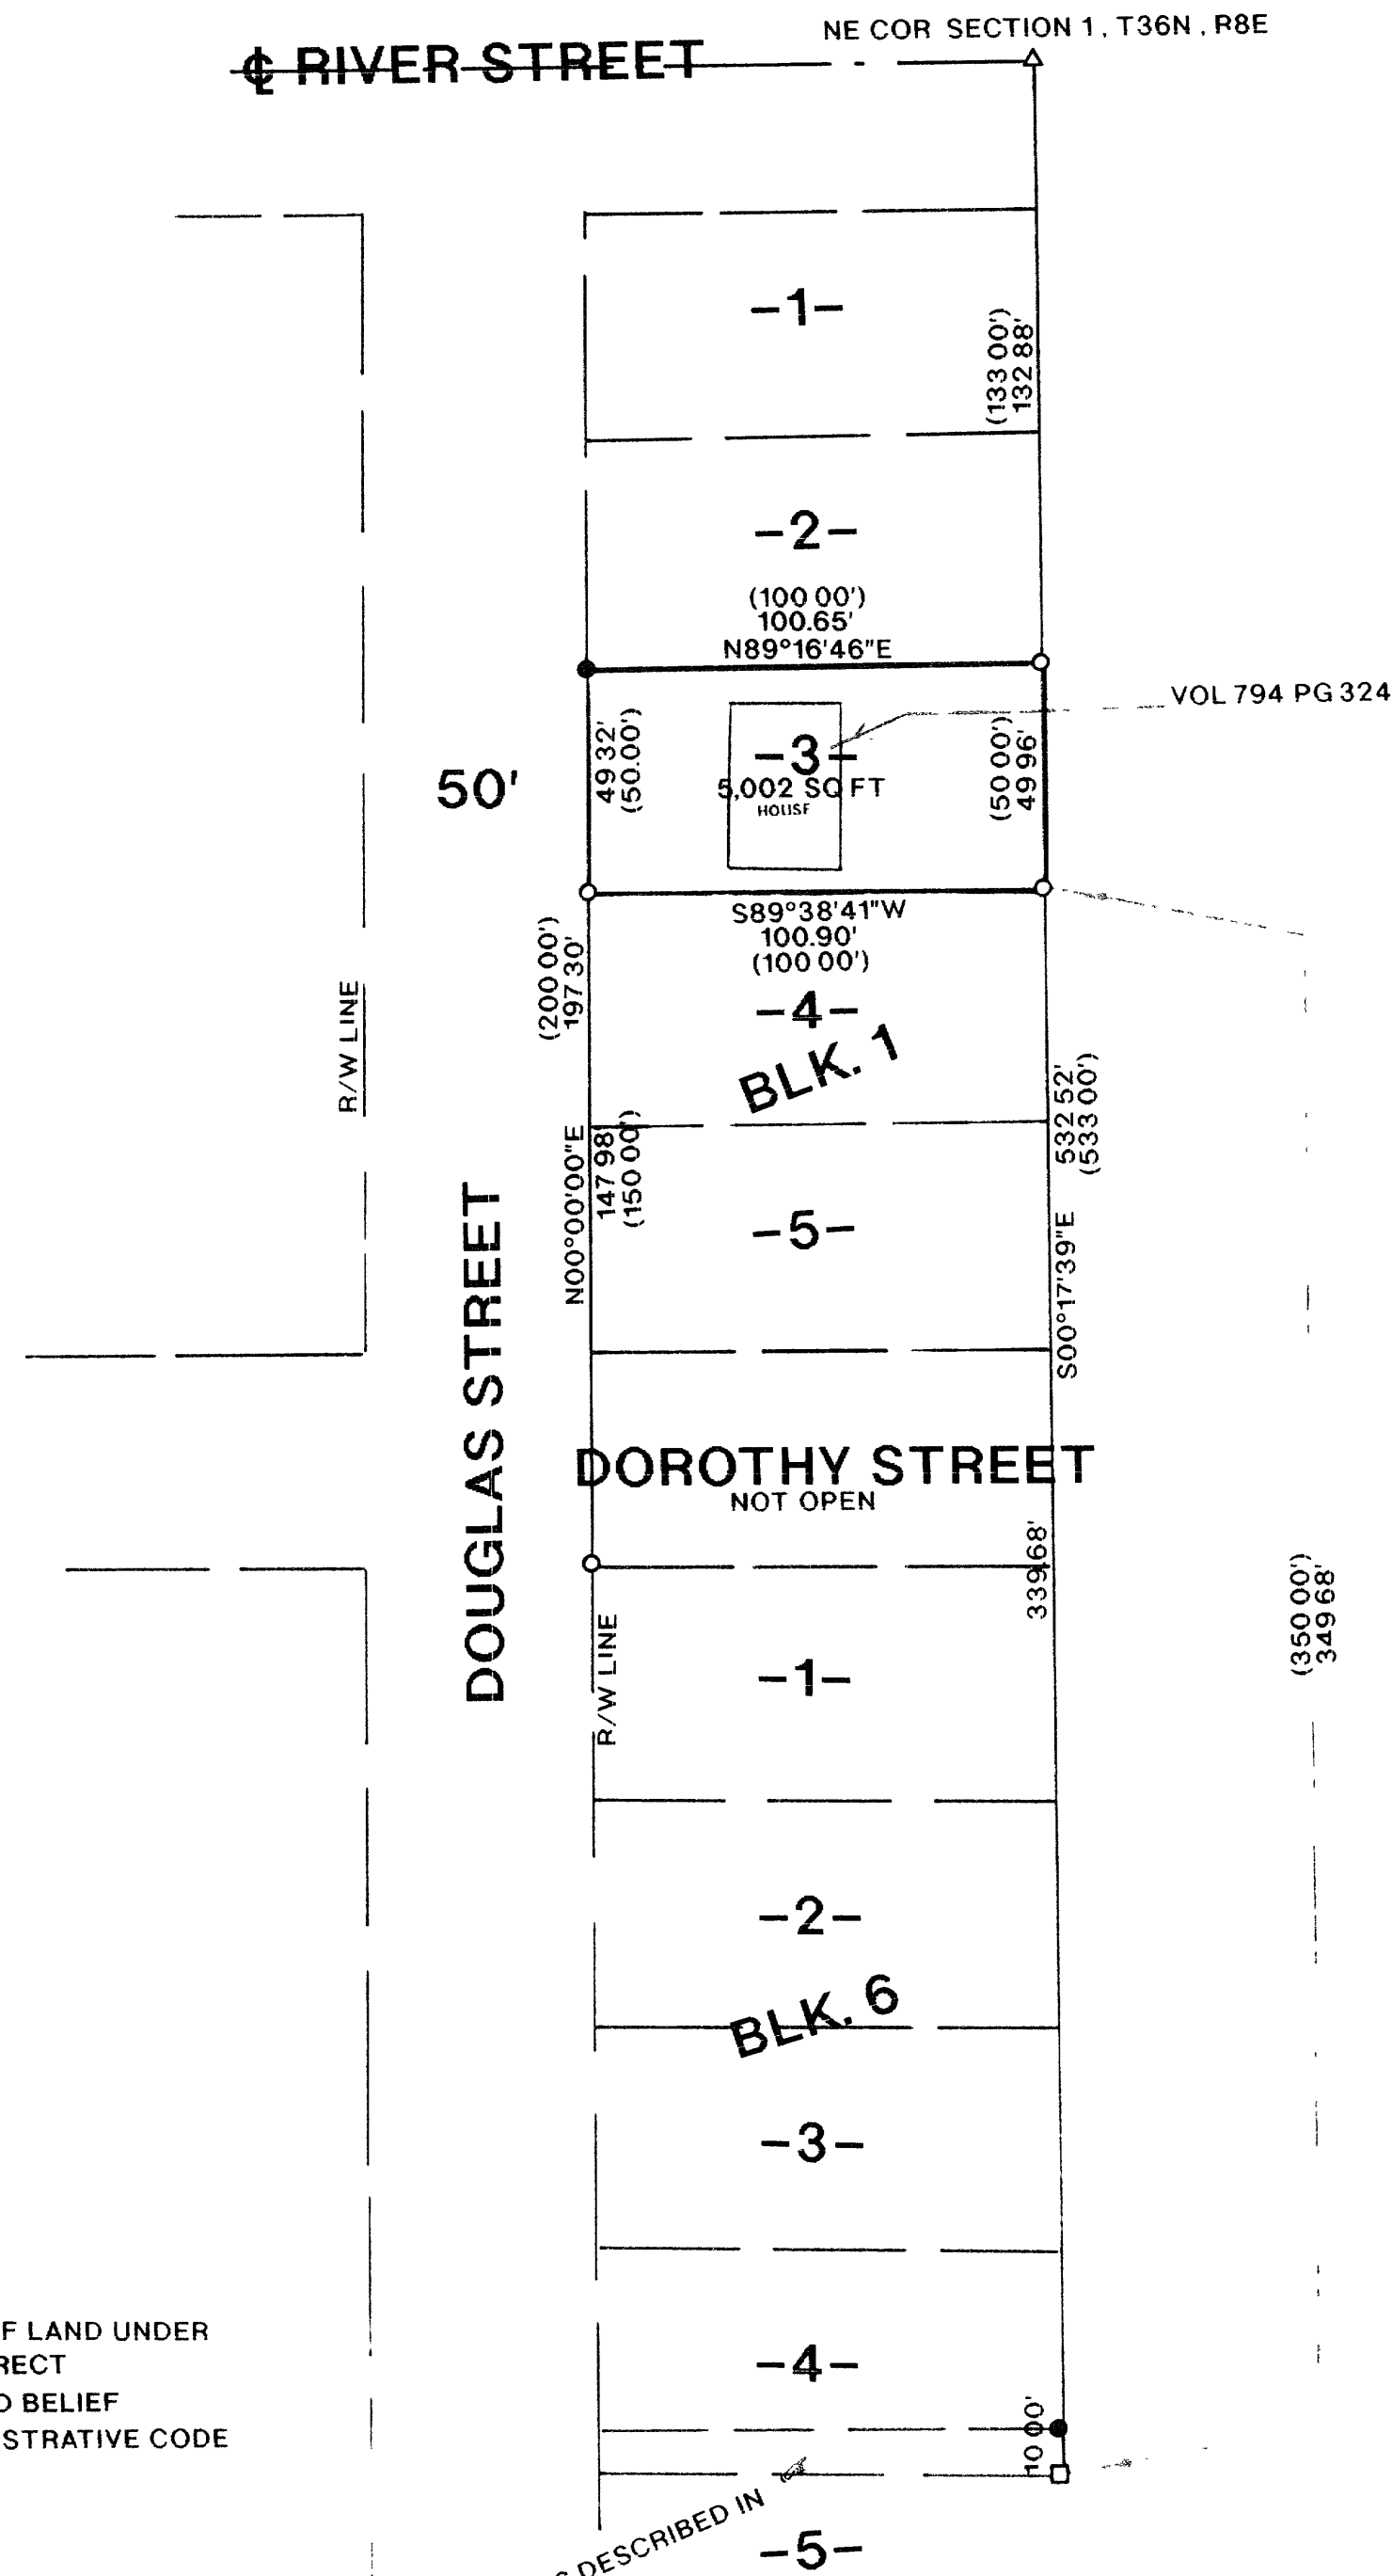 NE COR SECTION 1, T36N, R8E
℄ RIVER STREET
-1-
(133 00')
132 88'
-2-
(100 00')
100.65'
N89°16'46"E
VOL 794 PG 324
49 32'
(50.00')
-3-
5,002 SQ FT
HOUSE
(50 00')
49 96'
50'
S89°38'41"W
100.90'
(100 00')
(200 00')
197 30'
-4-
BLK. 1
R/W LINE
532 52'
(533 00')
N00°00'00"E
147 98'
(150 00')
-5-
S00°17'39"E
DOUGLAS STREET
DOROTHY STREET
NOT OPEN
339.68'
(350 00')
349 68'
R/W LINE
-1-
-2-
BLK. 6
-3-
-4-
F LAND UNDER
RECT
D BELIEF
STRATIVE CODE
10 00'
DESCRIBED IN
-5-